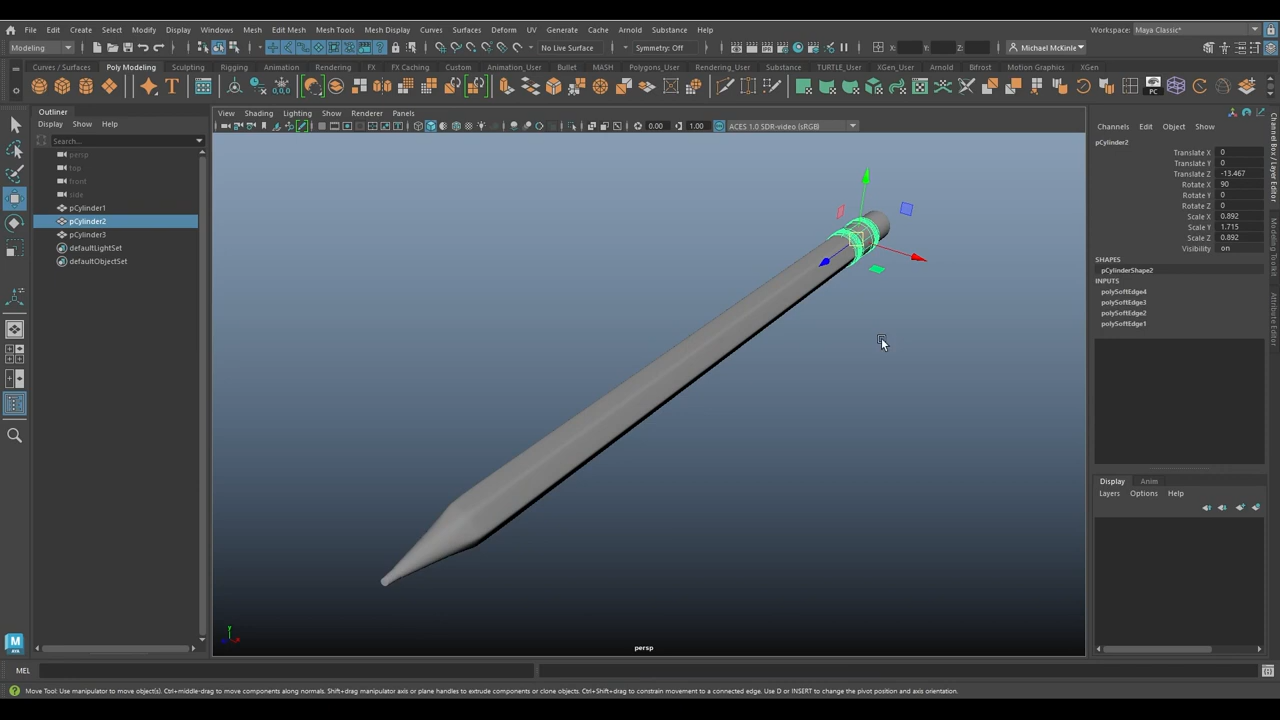 File Edit Create Select Modify Display Windows Mesh Edit Mesh Mesh Tools Mesh Display Curves Surfaces Deform UV Generate Cache Arnold Substance Help
Workspace: Maya Classic*
Modeling
No Live Surface
Symmetry: Off
X: Y: Z:
Michael McKinle
Curves / Surfaces Poly Modeling Sculpting Rigging Animation Rendering FX FX Caching Custom Animation_User Bullet MASH Polygons_User Rendering_User Substance TURTLE_User XGen_User Arnold Bifrost Motion Graphics XGen
Outliner
Display Show Help
Search...
persp
top
front
side
pCylinder1
pCylinder2
pCylinder3
defaultLightSet
defaultObjectSet
View Shading Lighting Show Renderer Panels
0.00 1.00 ACES 1.0 SDR-video (sRGB)
persp
Channels Edit Object Show
pCylinder2
Translate X 0
Translate Y 0
Translate Z -13.467
Rotate X 90
Rotate Y 0
Rotate Z 0
Scale X 0.892
Scale Y 1.715
Scale Z 0.892
Visibility on
SHAPES
pCylinderShape2
INPUTS
polySoftEdge4
polySoftEdge3
polySoftEdge2
polySoftEdge1
Display Anim
Layers Options Help
Channel Box / Layer Editor
Modeling Toolkit
Attribute Editor
MEL
Move Tool: Use manipulator to move object(s). Ctrl+middle-drag to move components along normals. Shift+drag manipulator axis or plane handles to extrude components or clone objects. Ctrl+Shift+drag to constrain movement to a connected edge. Use D or INSERT to change the pivot position and axis orientation.